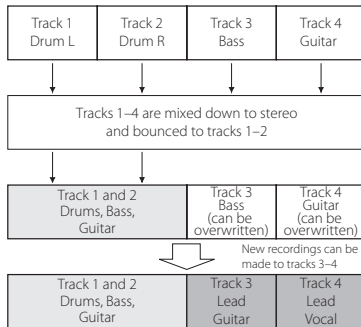 Track 1
Drum L
Track 2
Drum R
Track 3
Bass
Track 4
Guitar
Tracks 1–4 are mixed down to stereo
and bounced to tracks 1–2
Track 1 and 2
Drums, Bass,
Guitar
Track 3
Bass
(can be
overwritten)
Track 4
Guitar
(can be
overwritten)
New recordings can be
made to tracks 3–4
Track 1 and 2
Drums, Bass,
Guitar
Track 3
Lead
Guitar
Track 4
Lead
Vocal